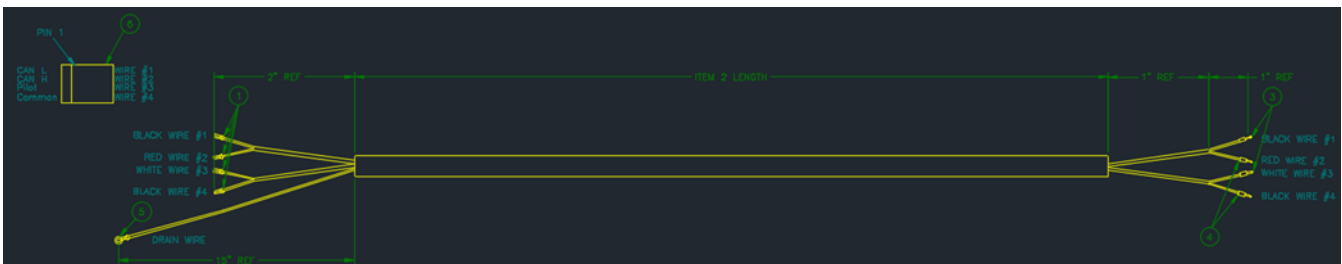 6
PIN 1
CAN L WIRE #1
CAN H WIRE #2
Pilot WIRE #3
Common WIRE #4
2" REF
ITEM 2 LENGTH
1" REF
1" REF
1
3
BLACK WIRE #1
RED WIRE #2
WHITE WIRE #3
BLACK WIRE #4
BLACK WIRE #1
RED WIRE #2
WHITE WIRE #3
BLACK WIRE #4
5
4
DRAIN WIRE
15" REF